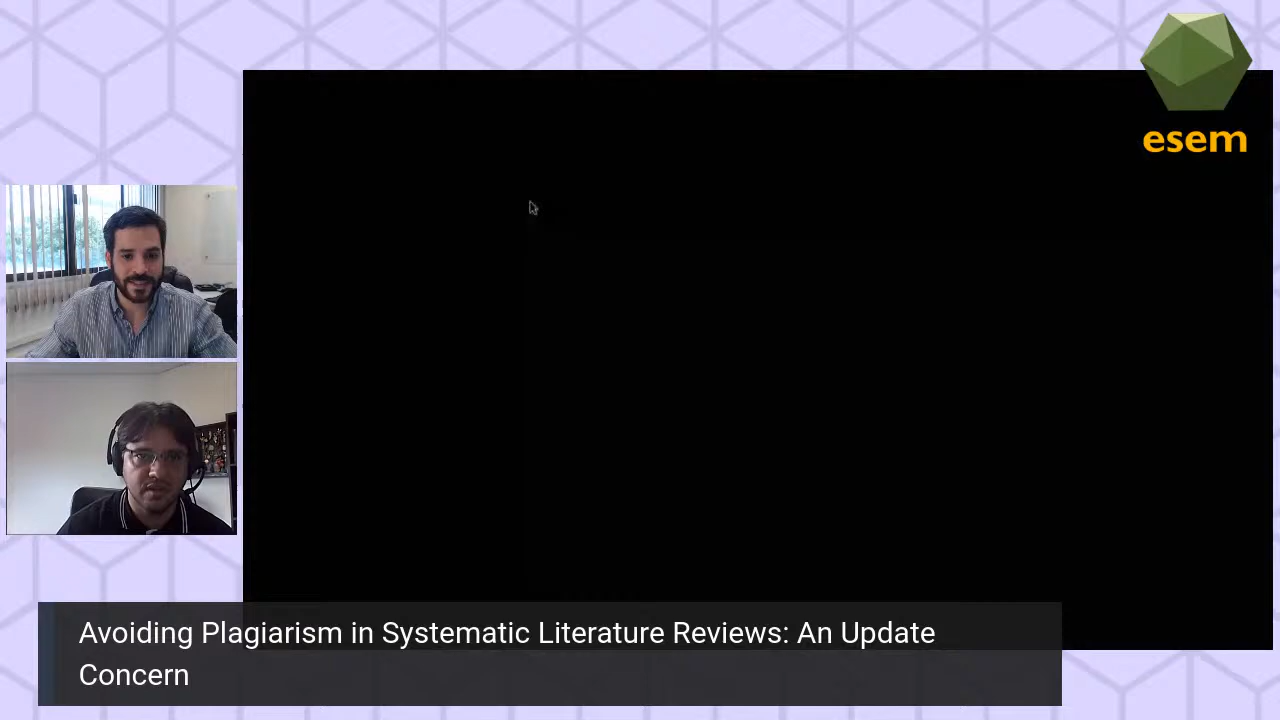 esem
Avoiding Plagiarism in Systematic Literature Reviews: An Update
Concern